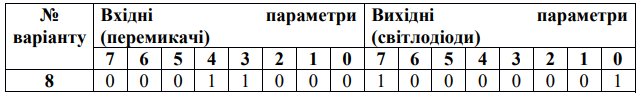 № варіанту Вхідні параметри (перемикачі) Вихідні параметри (світлодіоди)
7 6 5 4 3 2 1 0 7 6 5 4 3 2 1 0
8 0 0 0 1 1 0 0 0 1 0 0 0 0 0 0 1